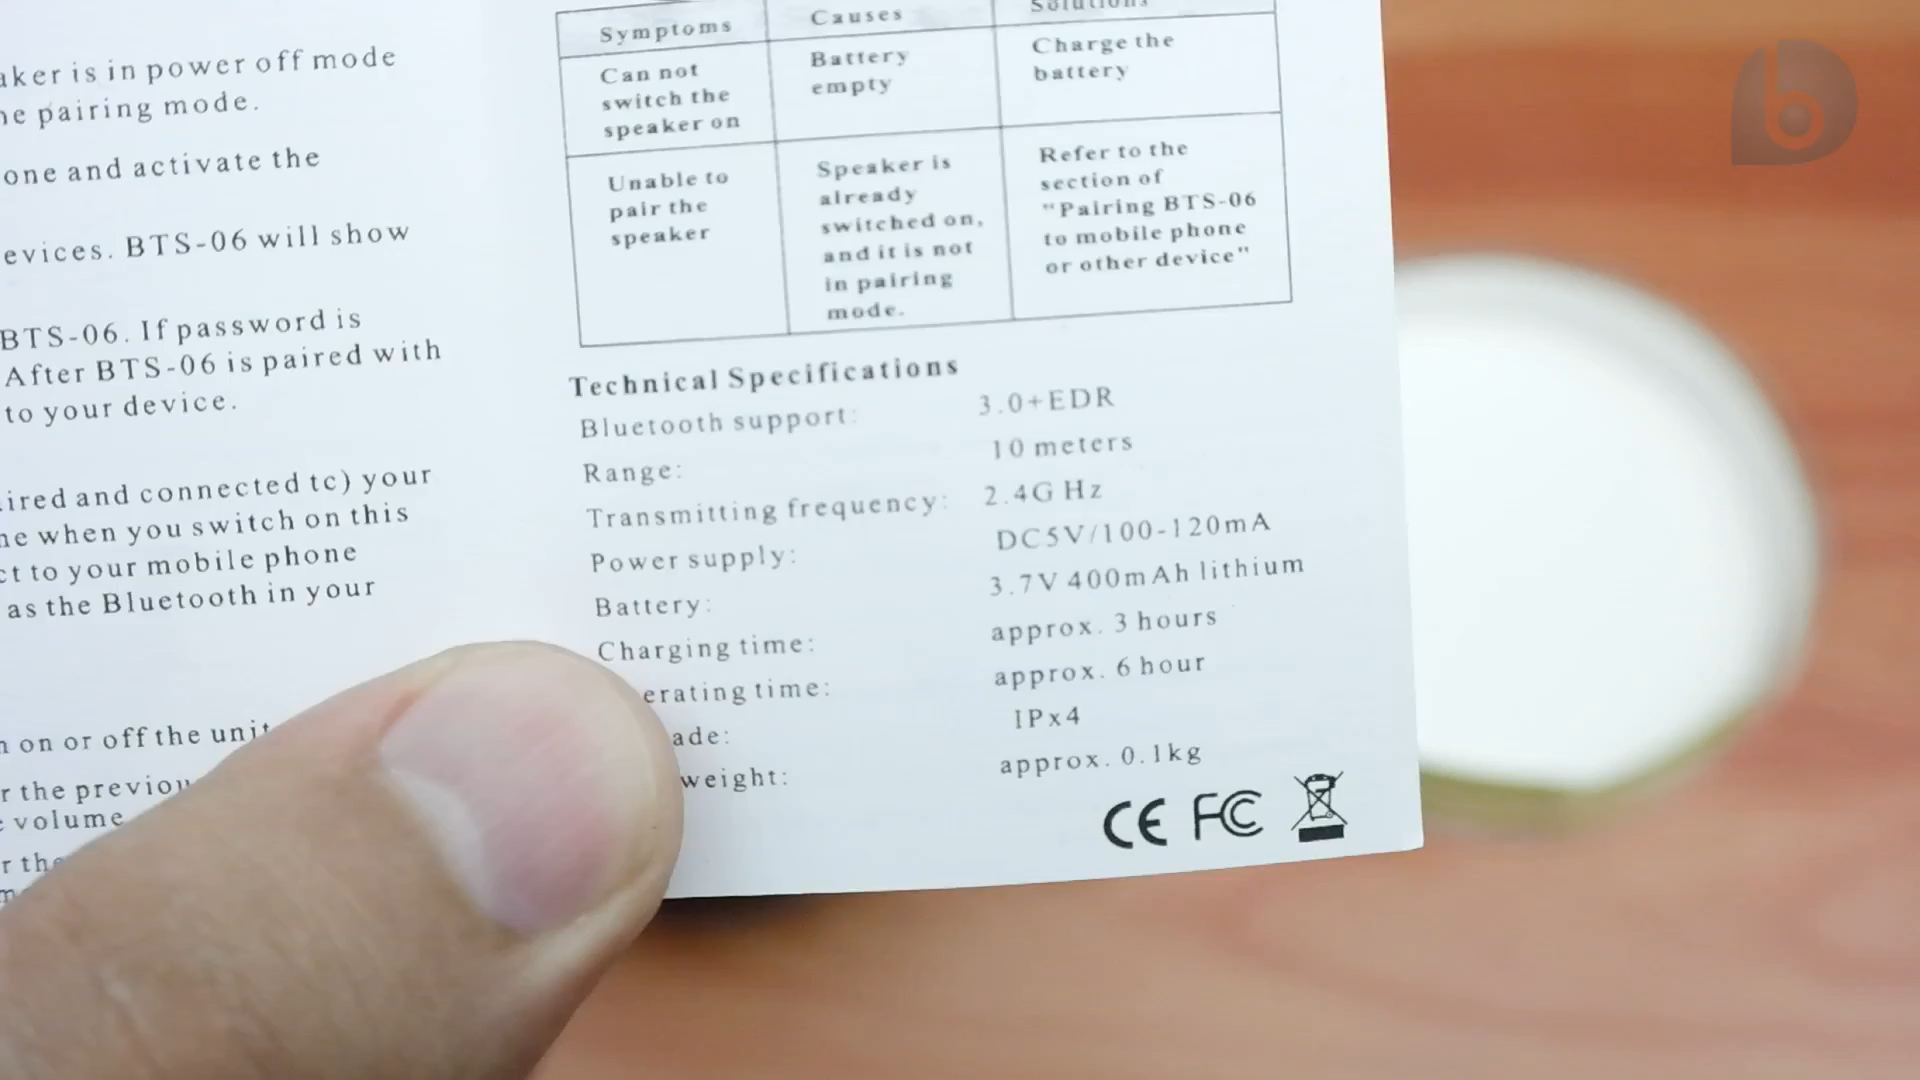 aker is in power off mode
he pairing mode.
one and activate the
evices. BTS-06 will show
BTS-06. If password is
After BTS-06 is paired with
to your device.
ired and connected tc) your
ne when you switch on this
ct to your mobile phone
as the Bluetooth in your
on or off the unit
r the previou
volume
r the
Symptoms Causes Solutions
Can not switch the speaker on
Battery empty
Charge the battery
Unable to pair the speaker
Speaker is already switched on, and it is not in pairing mode.
Refer to the section of "Pairing BTS-06 to mobile phone or other device"
Technical Specifications
Bluetooth support: 3.0+EDR
Range: 10 meters
Transmitting frequency: 2.4G Hz
Power supply: DC5V/100-120mA
Battery: 3.7V 400mAh lithium
Charging time: approx. 3 hours
erating time: approx. 6 hour
ade: IPx4
weight: approx. 0.1kg
CE FC
b